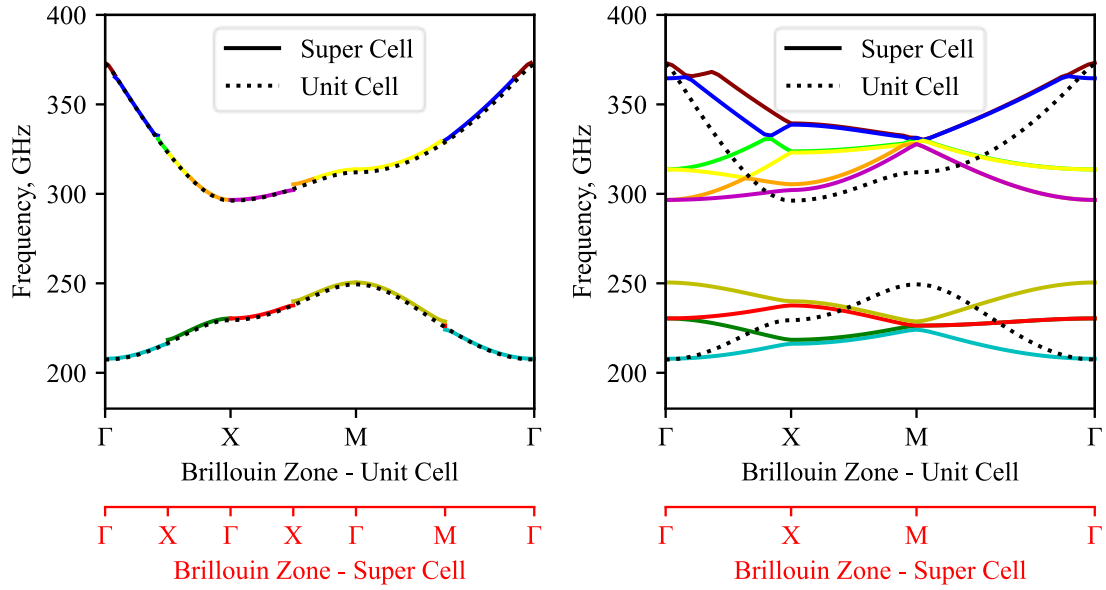 400
350
300
250
200
Frequency, GHz
Super Cell
Unit Cell
Γ X M Γ
Brillouin Zone - Unit Cell
Γ X Γ X Γ M Γ
Brillouin Zone - Super Cell
400
350
300
250
200
Frequency, GHz
Super Cell
Unit Cell
Γ X M Γ
Brillouin Zone - Unit Cell
Γ X M Γ
Brillouin Zone - Super Cell